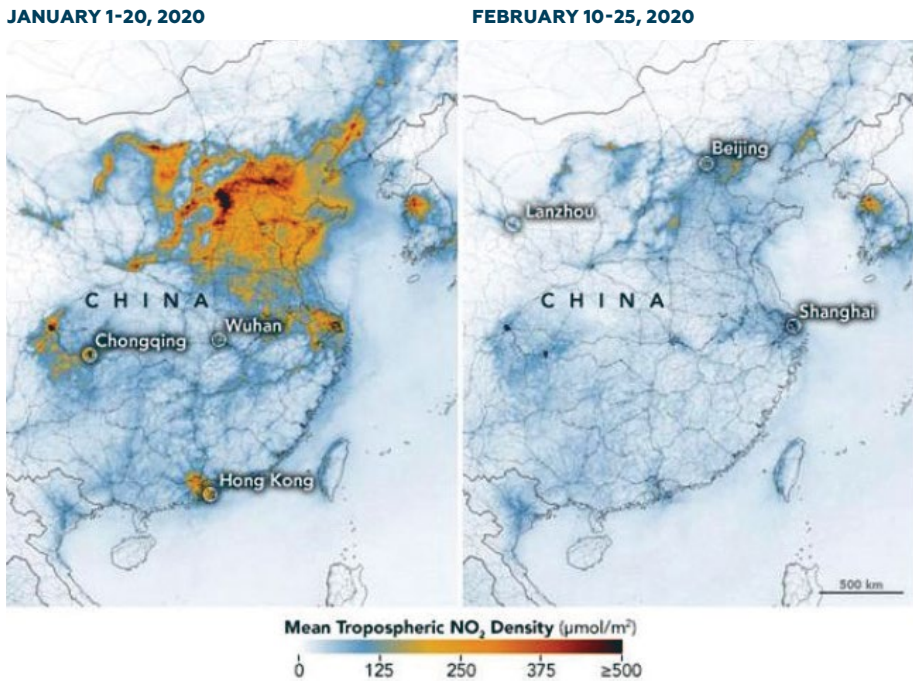 JANUARY 1-20, 2020
FEBRUARY 10-25, 2020
Beijing
Lanzhou
CHINA
CHINA
Wuhan
Shanghai
Chongqing
Hong Kong
500 km
Mean Tropospheric NO₂ Density (µmol/m²)
0 125 250 375 ≥500